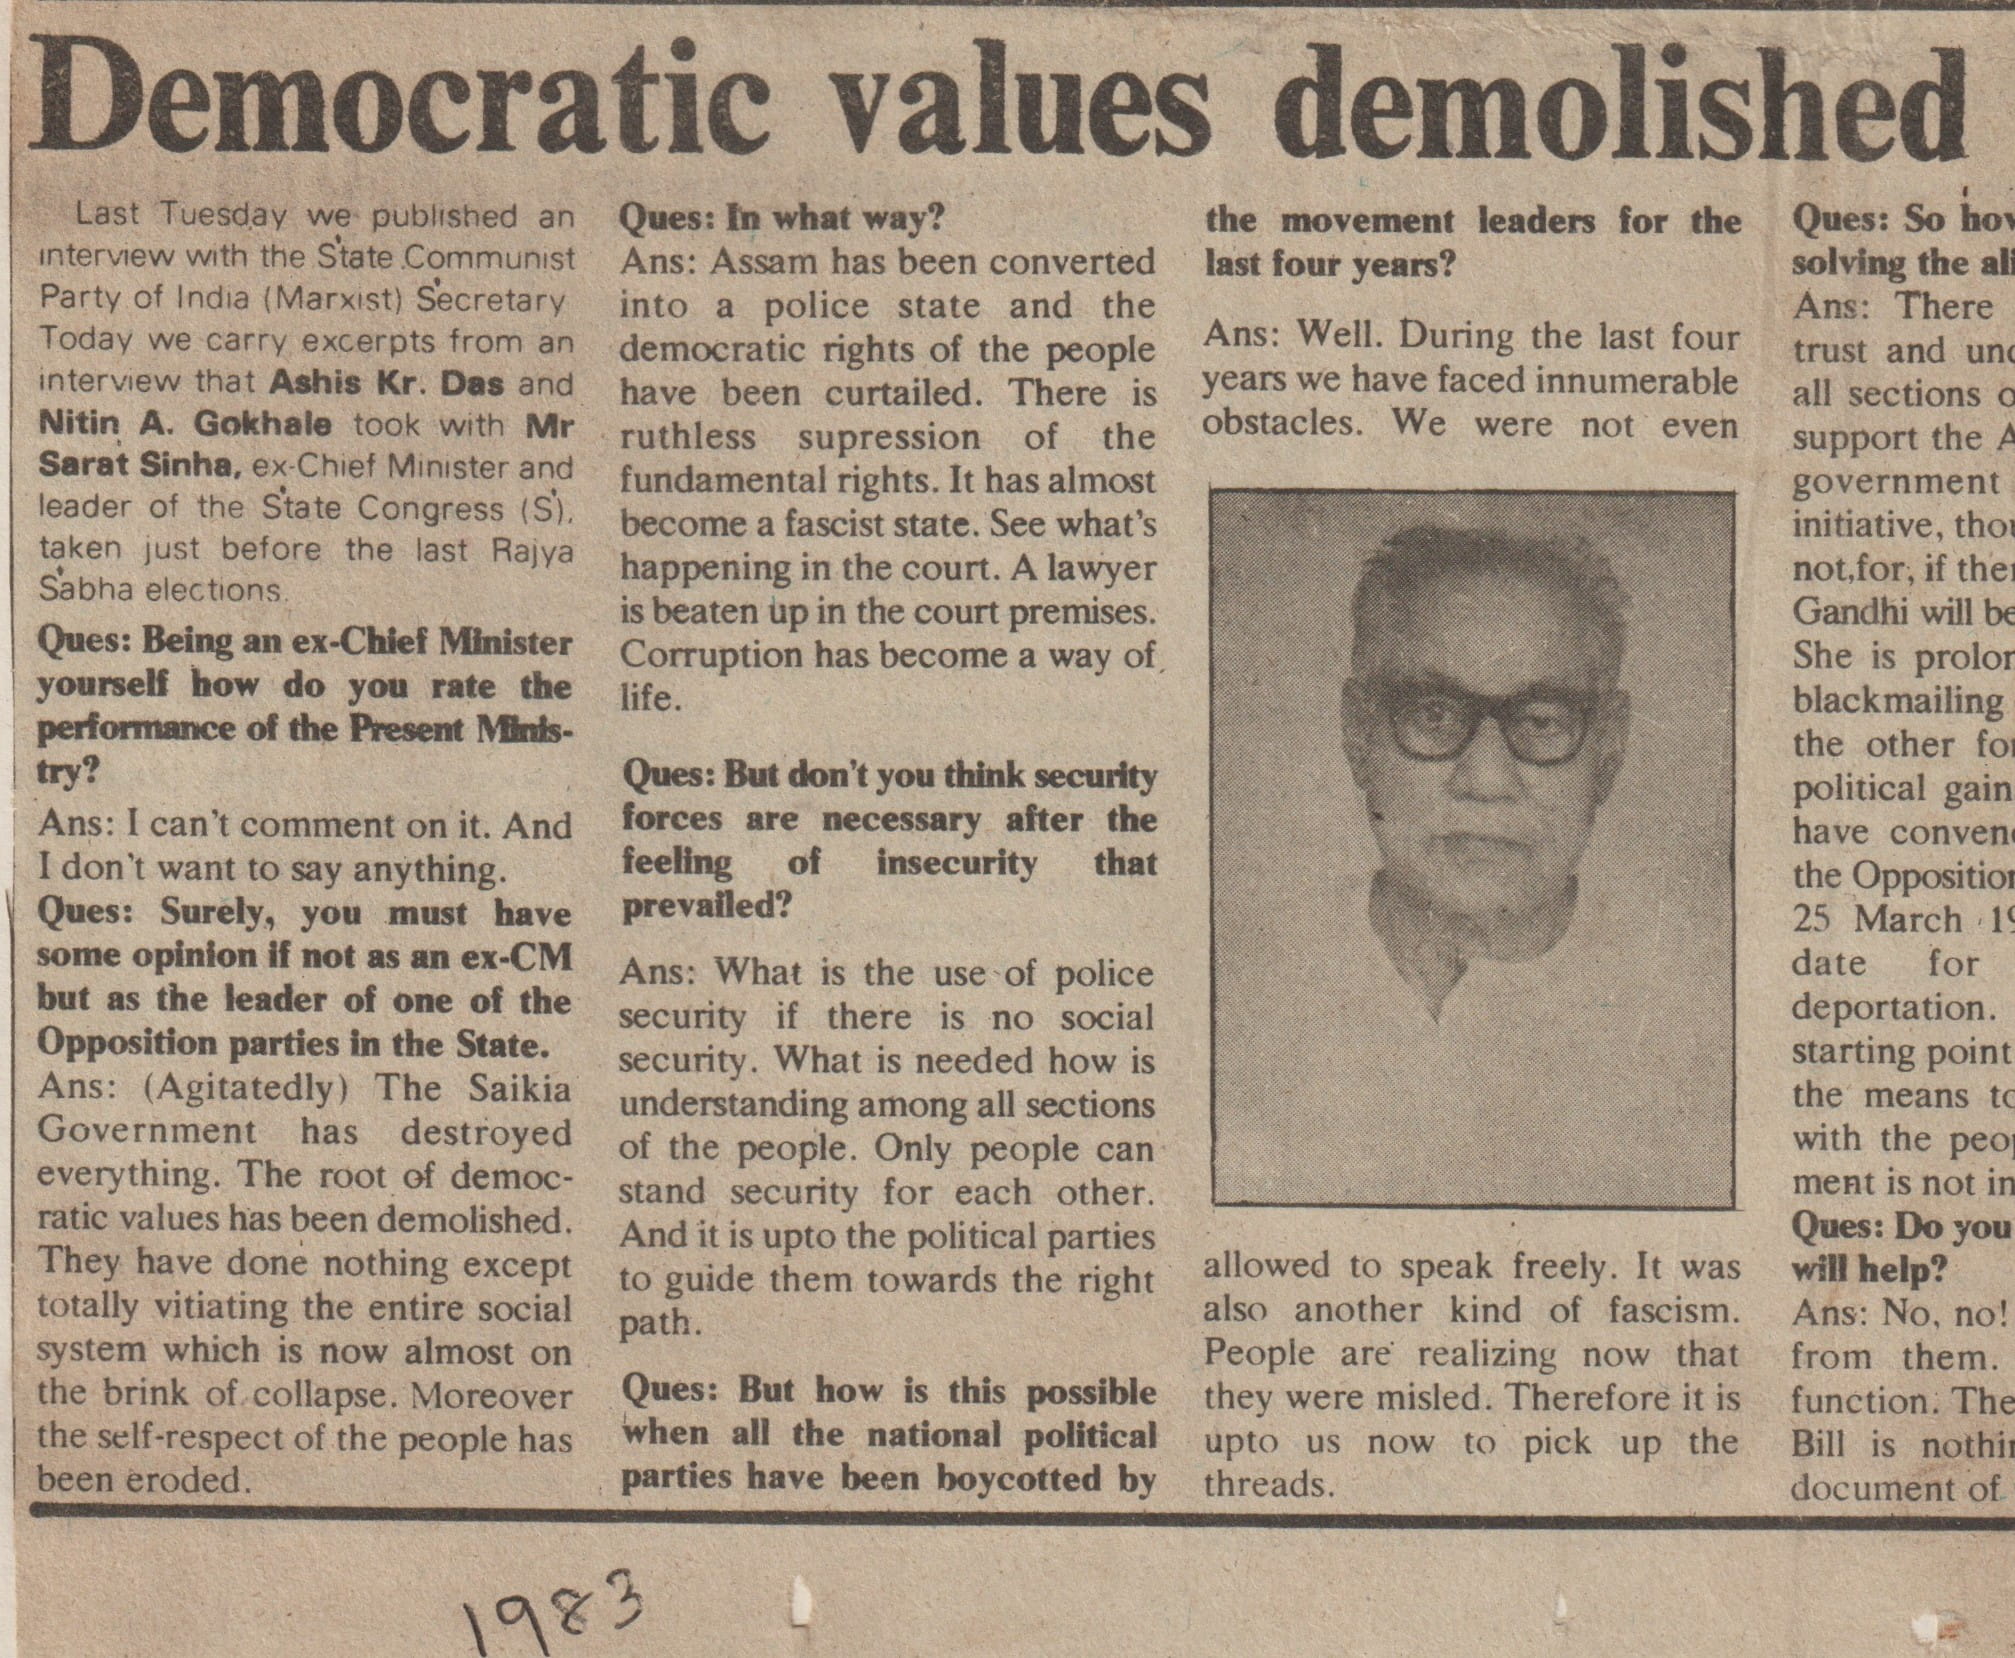 Democratic values demolished
Last Tuesday we published an
interview with the State Communist
Party of India (Marxist) Secretary
Today we carry excerpts from an
interview that Ashis Kr. Das and
Nitin A. Gokhale took with Mr
Sarat Sinha, ex-Chief Minister and
leader of the State Congress (S),
taken just before the last Rajya
Sabha elections.
Ques: Being an ex-Chief Minister
yourself how do you rate the
performance of the Present Minis-
try?
Ans: I can't comment on it. And
I don't want to say anything.
Ques: Surely, you must have
some opinion if not as an ex-CM
but as the leader of one of the
Opposition parties in the State.
Ans: (Agitatedly) The Saikia
Government has destroyed
everything. The root of democ-
ratic values has been demolished.
They have done nothing except
totally vitiating the entire social
system which is now almost on
the brink of collapse. Moreover
the self-respect of the people has
been eroded.
Ques: In what way?
Ans: Assam has been converted
into a police state and the
democratic rights of the people
have been curtailed. There is
ruthless supression of the
fundamental rights. It has almost
become a fascist state. See what's
happening in the court. A lawyer
is beaten up in the court premises.
Corruption has become a way of
life.
Ques: But don't you think security
forces are necessary after the
feeling of insecurity that
prevailed?
Ans: What is the use of police
security if there is no social
security. What is needed how is
understanding among all sections
of the people. Only people can
stand security for each other.
And it is upto the political parties
to guide them towards the right
path.
Ques: But how is this possible
when all the national political
parties have been boycotted by
the movement leaders for the
last four years?
Ans: Well. During the last four
years we have faced innumerable
obstacles. We were not even
allowed to speak freely. It was
also another kind of fascism.
People are realizing now that
they were misled. Therefore it is
upto us now to pick up the
threads.
Ques: So
solving the
Ans: There
trust and
all sections
support the
government
initiative,
not,for, if
Gandhi will
She is
blackmailing
the other
political gain
have
the Opposition
25 March
date for
deportation.
starting point
the means
with the
ment is not in
Ques: Do you
will help?
Ans: No, no!
from them.
function.
Bill is
document of
1983